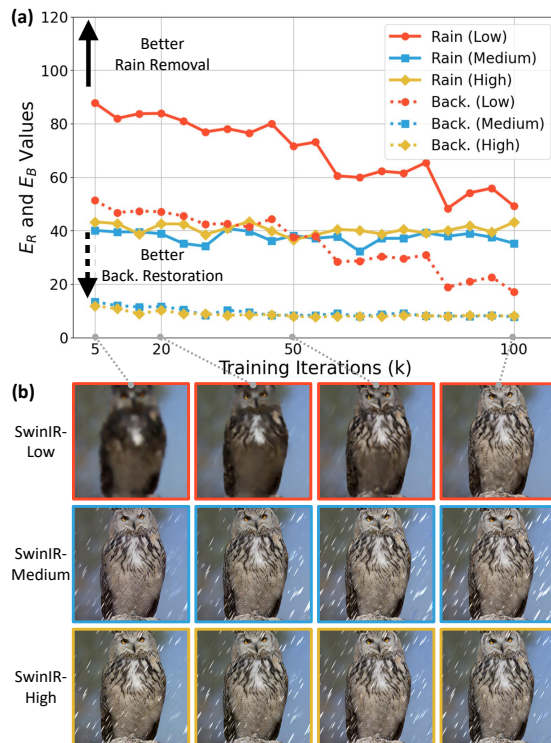 (a)
120
100
80
60
40
20
0
E_R and E_B Values
Better
Rain Removal
Better
Back. Restoration
Rain (Low)
Rain (Medium)
Rain (High)
Back. (Low)
Back. (Medium)
Back. (High)
5
20
50
100
Training Iterations (k)
(b)
SwinIR-
Low
SwinIR-
Medium
SwinIR-
High